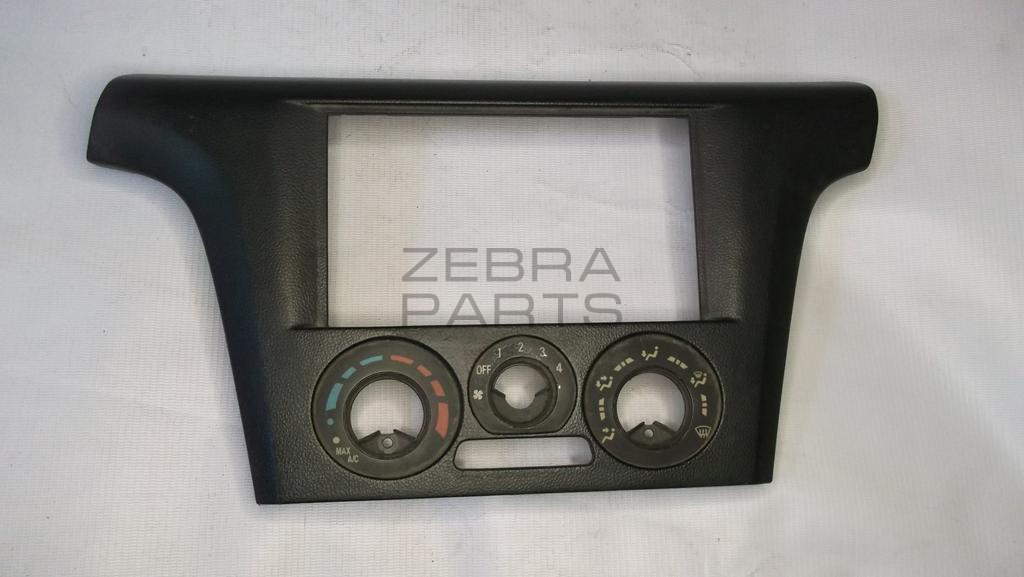 ZEBRA
PARTS
OFF 1 2 3 4
MAX
A/C